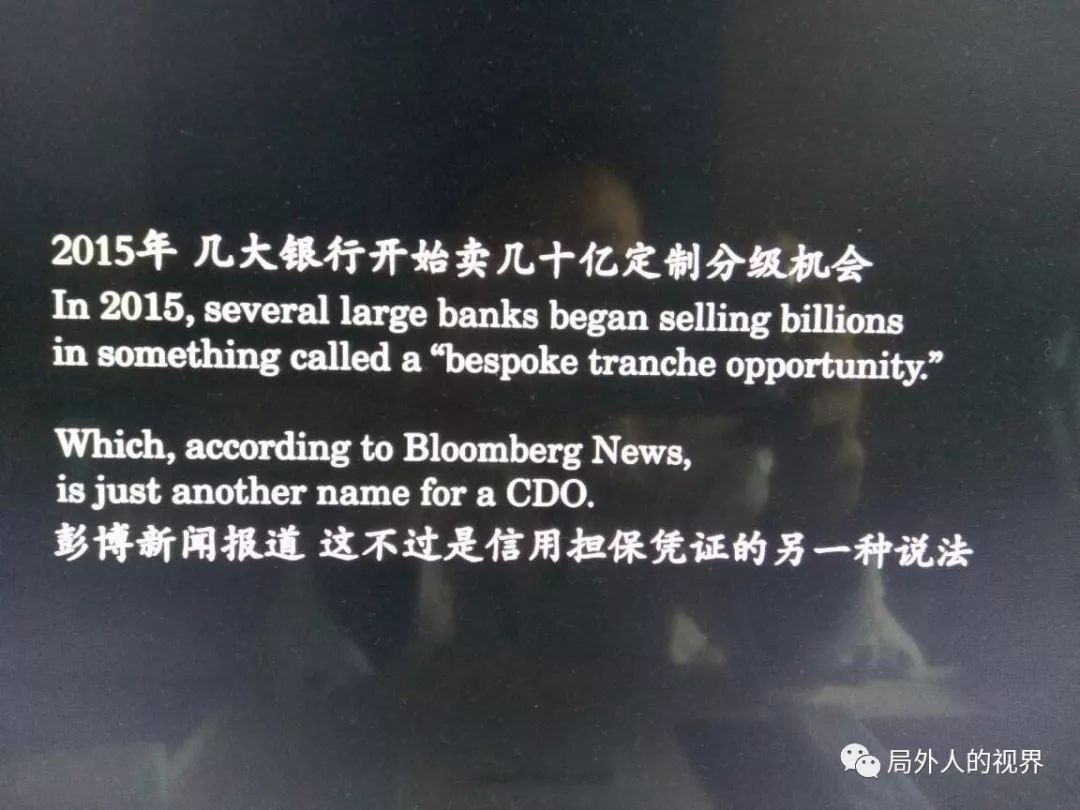 2015年 几大银行开始卖几十亿定制分级机会
In 2015, several large banks began selling billions
in something called a “bespoke tranche opportunity.”
Which, according to Bloomberg News,
is just another name for a CDO.
彭博新闻报道 这不过是信用担保凭证的另一种说法
局外人的视界